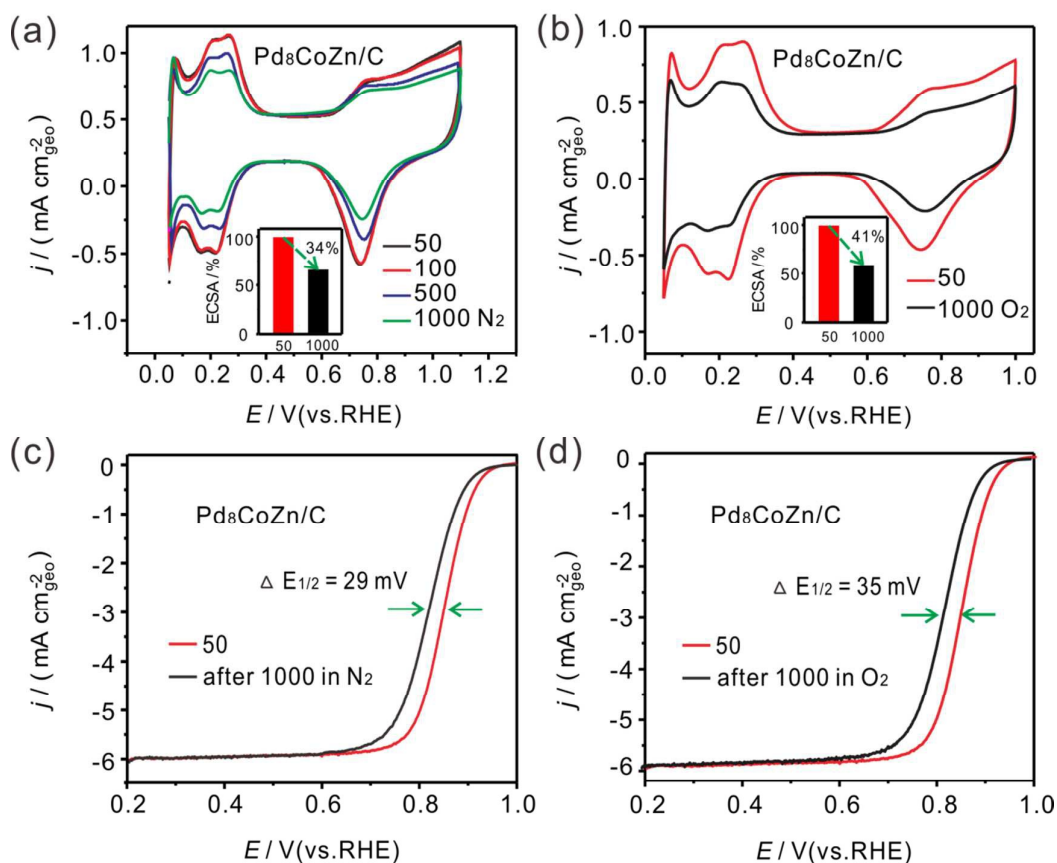 (a)
Pd₈CoZn/C
j / ( mA cm⁻²geo )
1.0
0.5
0.0
-0.5
-1.0
ECSA / %
100
50
0
34%
50
1000
50
100
500
1000 N₂
0.0 0.2 0.4 0.6 0.8 1.0 1.2
E / V(vs.RHE)
(b)
Pd₈CoZn/C
j / ( mA cm⁻²geo )
1.0
0.5
0.0
-0.5
-1.0
ECSA / %
100
50
0
41%
50
1000
50
1000 O₂
0.0 0.2 0.4 0.6 0.8 1.0
E / V(vs.RHE)
(c)
Pd₈CoZn/C
j / ( mA cm⁻²geo )
0
-1
-2
-3
-4
-5
-6
△ E1/2 = 29 mV
50
after 1000 in N₂
0.2 0.4 0.6 0.8 1.0
E / V(vs.RHE)
(d)
Pd₈CoZn/C
j / ( mA cm⁻²geo )
0
-1
-2
-3
-4
-5
-6
△ E1/2 = 35 mV
50
after 1000 in O₂
0.2 0.4 0.6 0.8 1.0
E / V(vs.RHE)